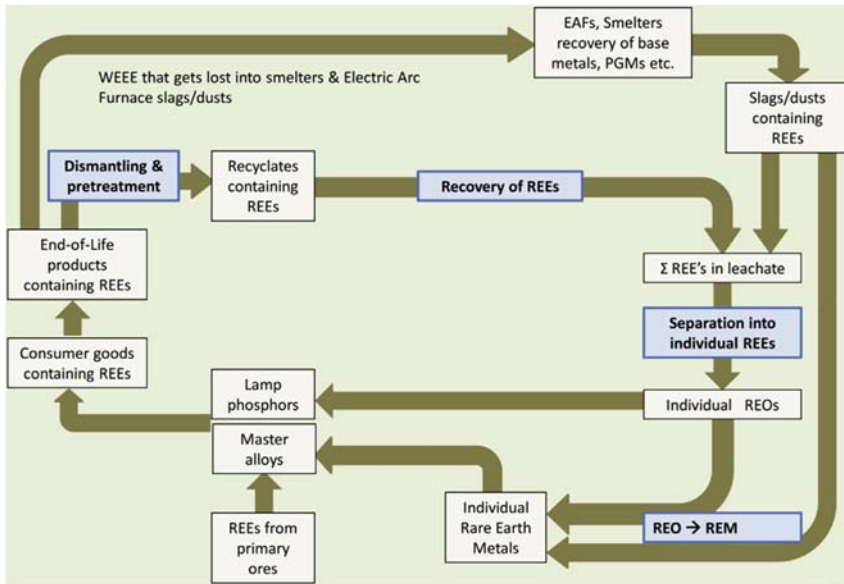 EAFs, Smelters
recovery of base
metals, PGMs etc.
WEEE that gets lost into smelters & Electric Arc
Furnace slags/dusts
Slags/dusts
containing
REEs
Dismantling &
pretreatment
Recyclates
containing
REEs
Recovery of REEs
End-of-Life
products
containing REEs
Σ REE's in leachate
Separation into
individual REEs
Consumer goods
containing REEs
Lamp
phosphors
Individual REOs
Master
alloys
REEs from
primary
ores
Individual
Rare Earth
Metals
REO → REM